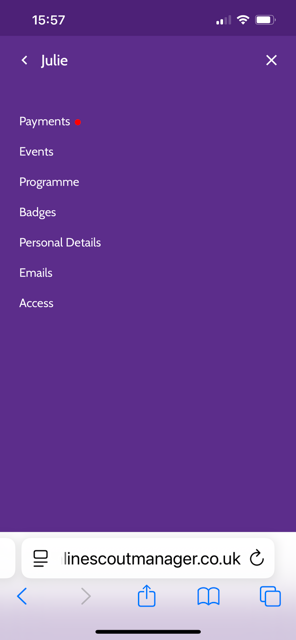 15:57
Julie
Payments
Events
Programme
Badges
Personal Details
Emails
Access
linescoutmanager.co.uk